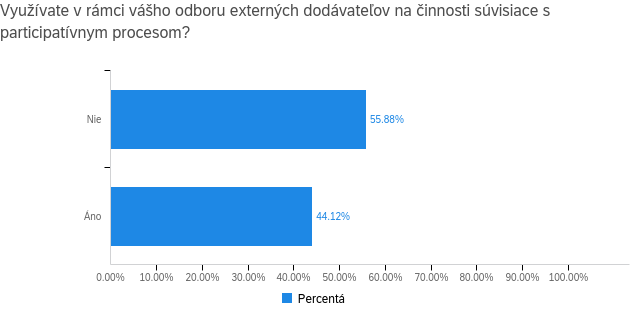 Využívate v rámci vášho odboru externých dodávateľov na činnosti súvisiace s
participatívnym procesom?
Nie
55.88%
Áno
44.12%
0.00% 10.00% 20.00% 30.00% 40.00% 50.00% 60.00% 70.00% 80.00% 90.00% 100.00%
Percentá